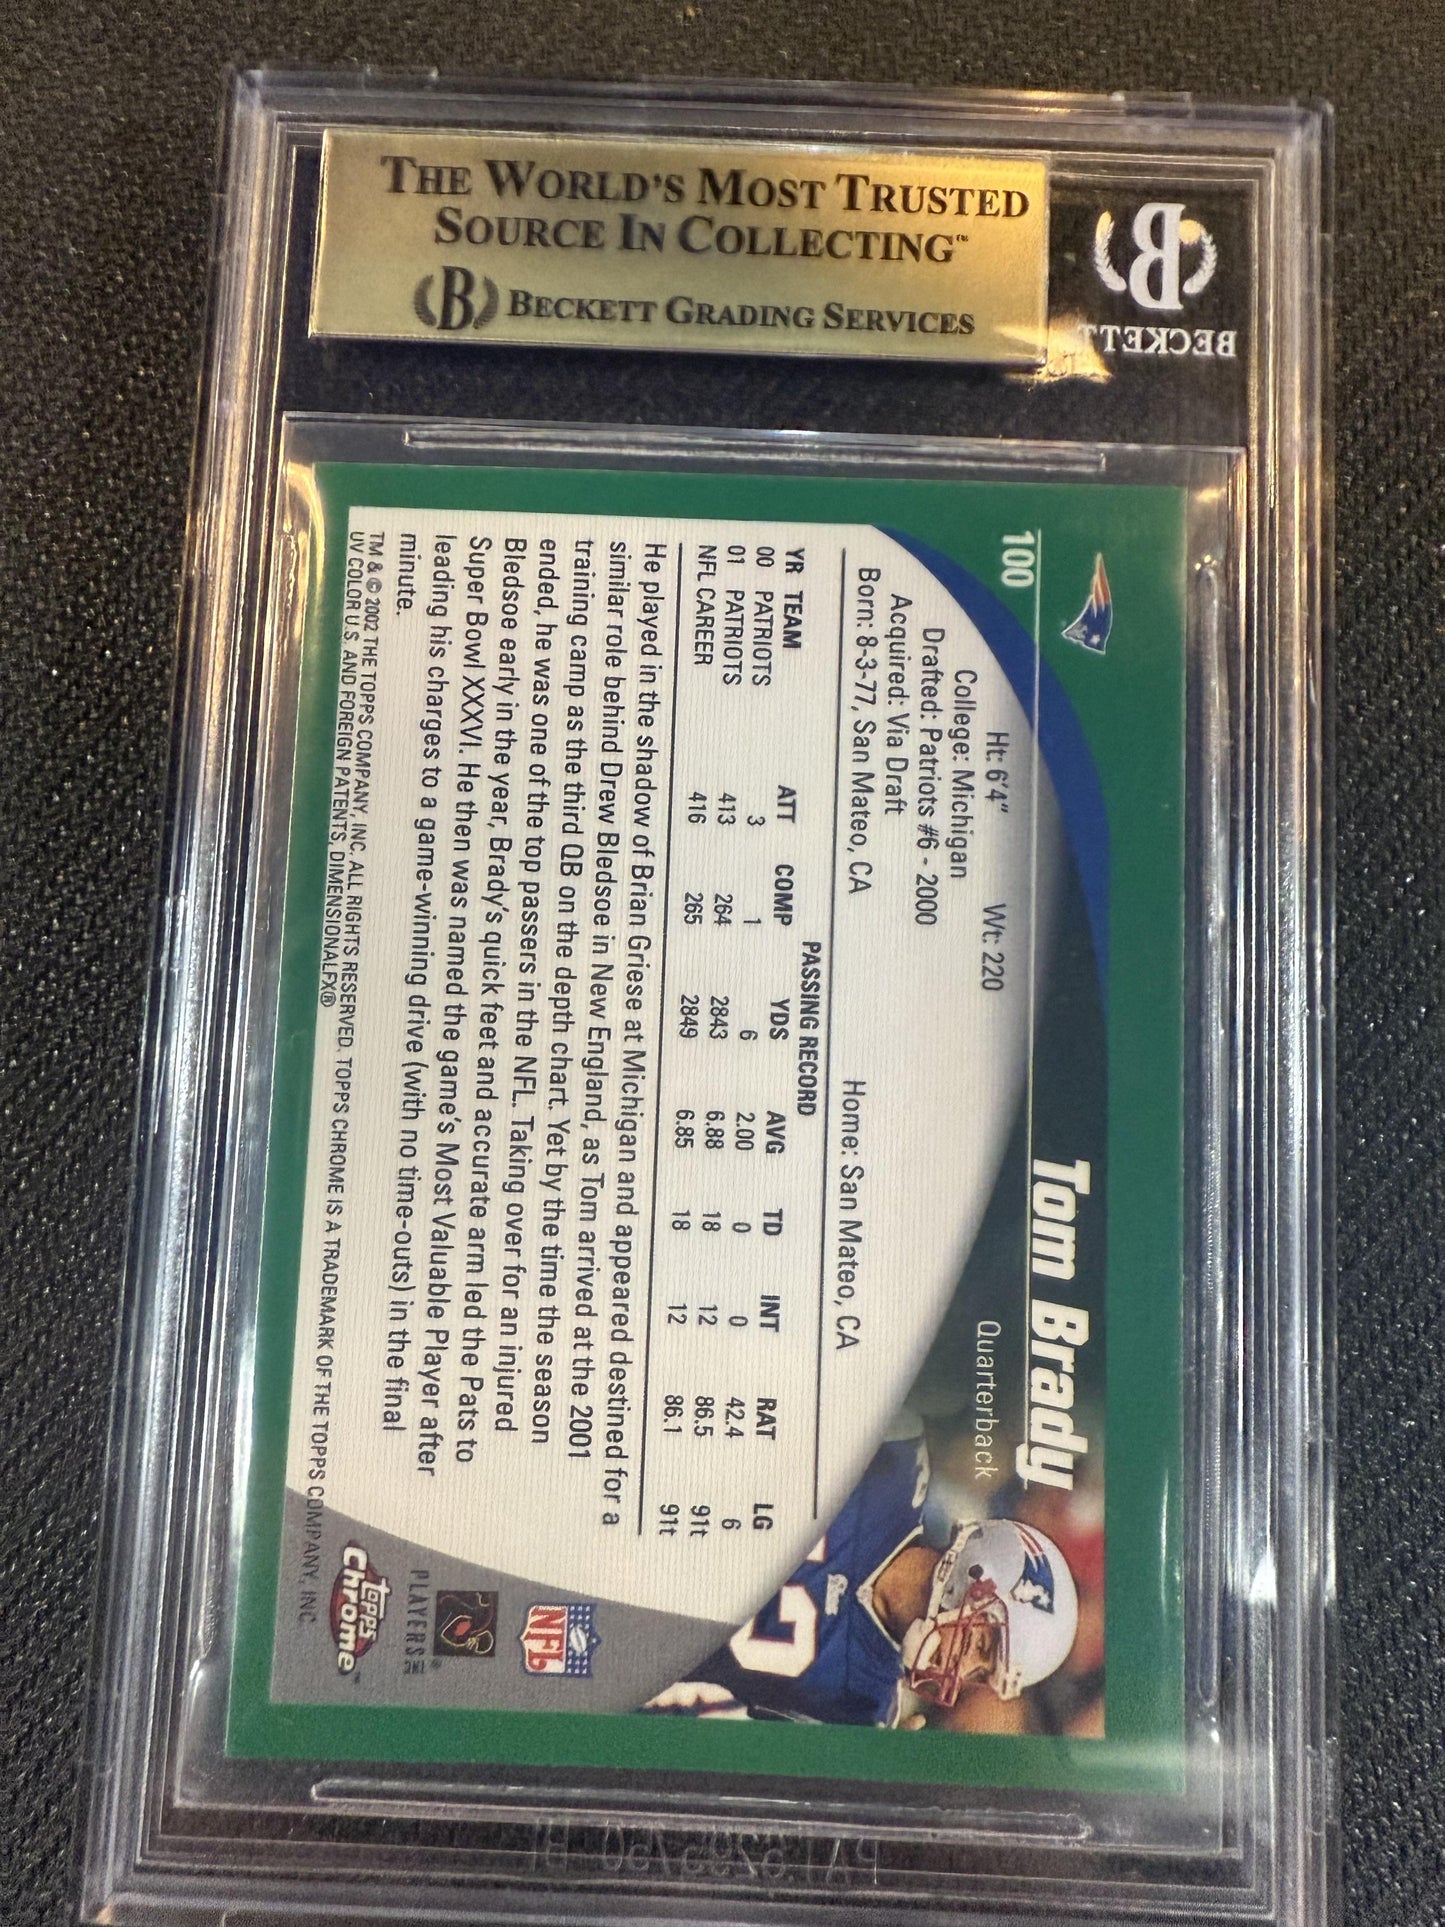 THE WORLD'S MOST TRUSTED
SOURCE IN COLLECTING™
B BECKETT GRADING SERVICES
B
BECKETT
100
Tom Brady
Quarterback
Ht: 6'4" Wt: 220
College: Michigan
Drafted: Patriots #6 - 2000
Acquired: Via Draft
Born: 8-3-77, San Mateo, CA Home: San Mateo, CA
PASSING RECORD
YR TEAM ATT COMP YDS AVG TD INT RAT LG
00 PATRIOTS 3 1 6 2.00 0 0 42.4 6
01 PATRIOTS 413 264 2843 6.88 18 12 86.5 91t
NFL CAREER 416 265 2849 6.85 18 12 86.1 91t
He played in the shadow of Brian Griese at Michigan and appeared destined for a
similar role behind Drew Bledsoe in New England, as Tom arrived at the 2001
training camp as the third QB on the depth chart. Yet by the time the season
ended, he was one of the top passers in the NFL. Taking over for an injured
Bledsoe early in the year, Brady's quick feet and accurate arm led the Pats to
Super Bowl XXXVI. He then was named the game's Most Valuable Player after
leading his charges to a game-winning drive (with no time-outs) in the final
minute.
TM & © 2002 THE TOPPS COMPANY, INC. ALL RIGHTS RESERVED. TOPPS CHROME IS A TRADEMARK OF THE TOPPS COMPANY, INC.
UV COLOR U.S. AND FOREIGN PATENTS, DIMENSIONALFX®
NFL
PLAYERS
topps
Chrome™